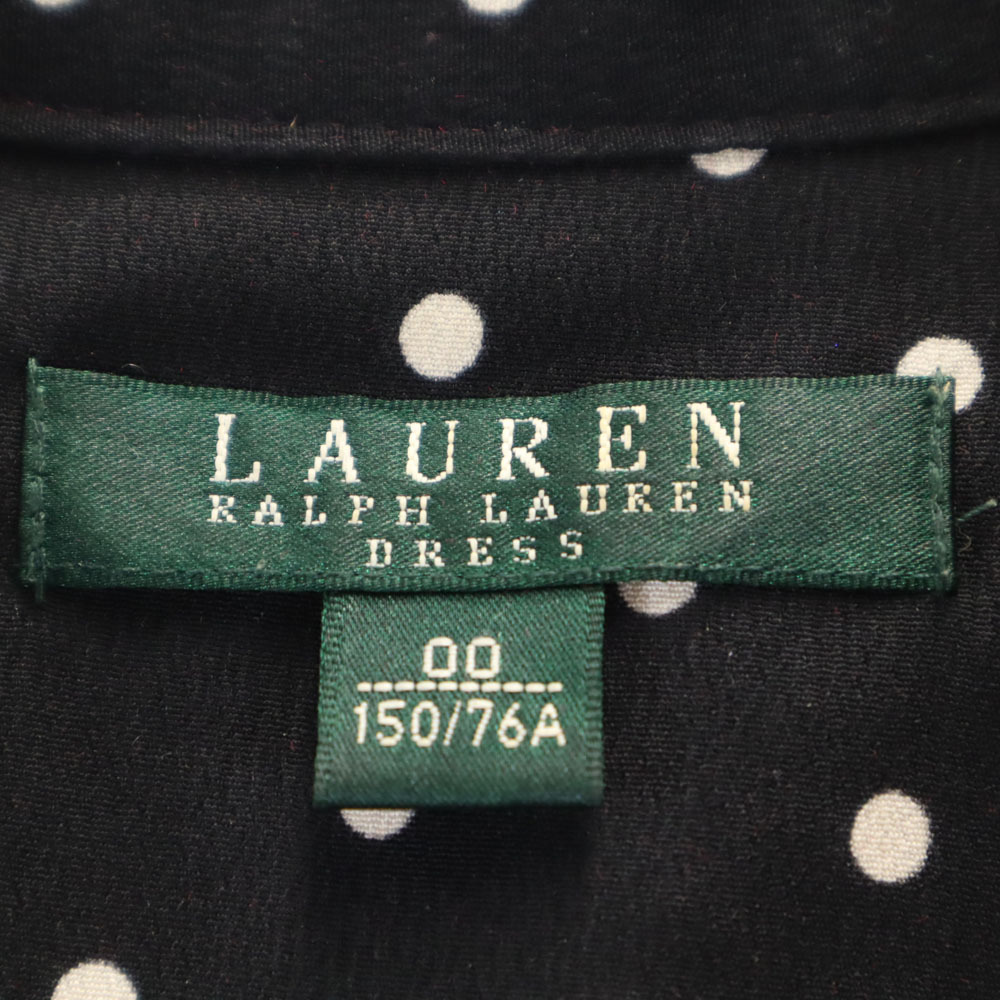 LAUREN
RALPH LAUREN
DRESS
00
150/76A